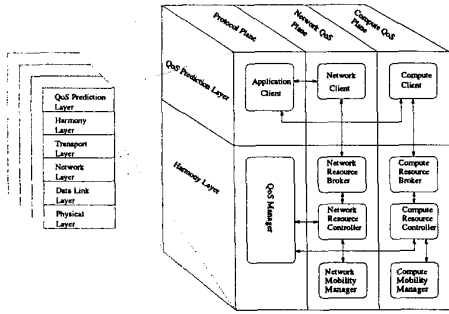 Protocol Plane
Network QoS
Plane
Compute QoS
Plane
QoS Prediction Layer
Harmony Layer
QoS Prediction
Layer
Harmony
Layer
Transport
Layer
Network
Layer
Data Link
Layer
Physical
Layer
Application
Client
Network
Client
Compute
Client
QoS Manager
Network
Resource
Broker
Compute
Resource
Broker
Network
Resource
Controller
Compute
Resource
Controller
Network
Mobility
Manager
Compute
Mobility
Manager